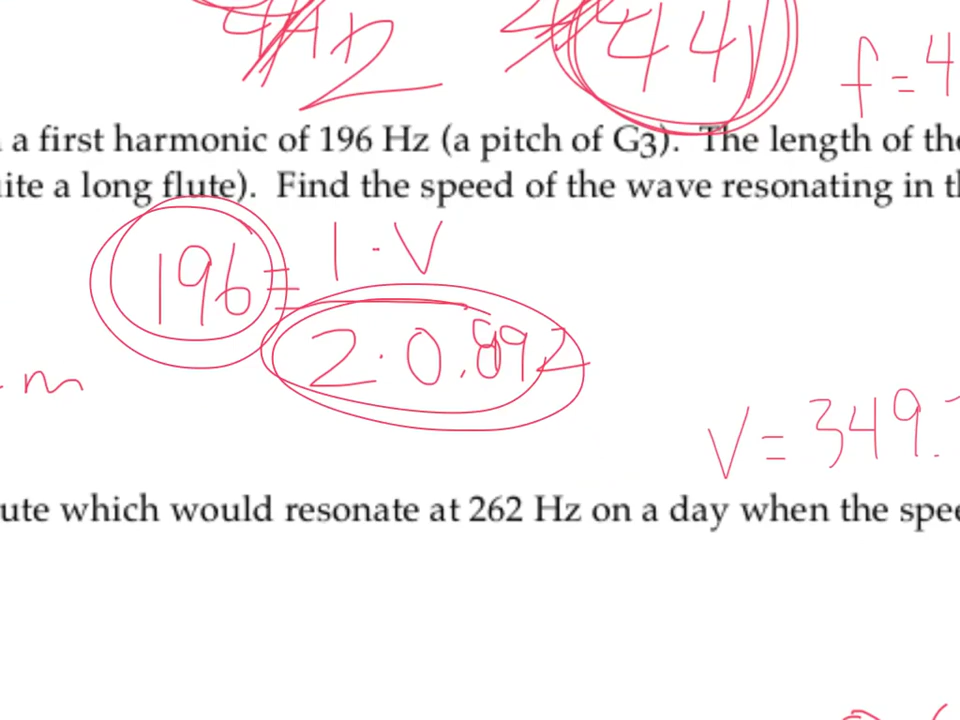 441 f = 4
a first harmonic of 196 Hz (a pitch of G3). The length of the
ite a long flute). Find the speed of the wave resonating in th
196 = 1 · V
2 · 0.892
m
V = 349.
ute which would resonate at 262 Hz on a day when the spee